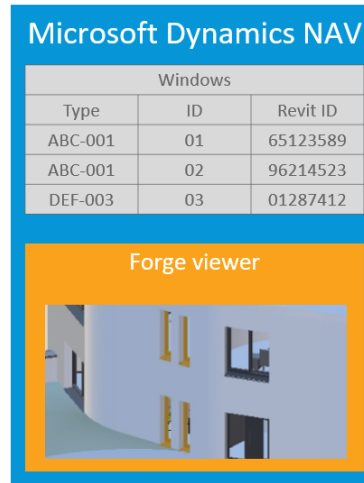 Microsoft Dynamics NAV
Windows
Type ID Revit ID
ABC-001 01 65123589
ABC-001 02 96214523
DEF-003 03 01287412
Forge viewer